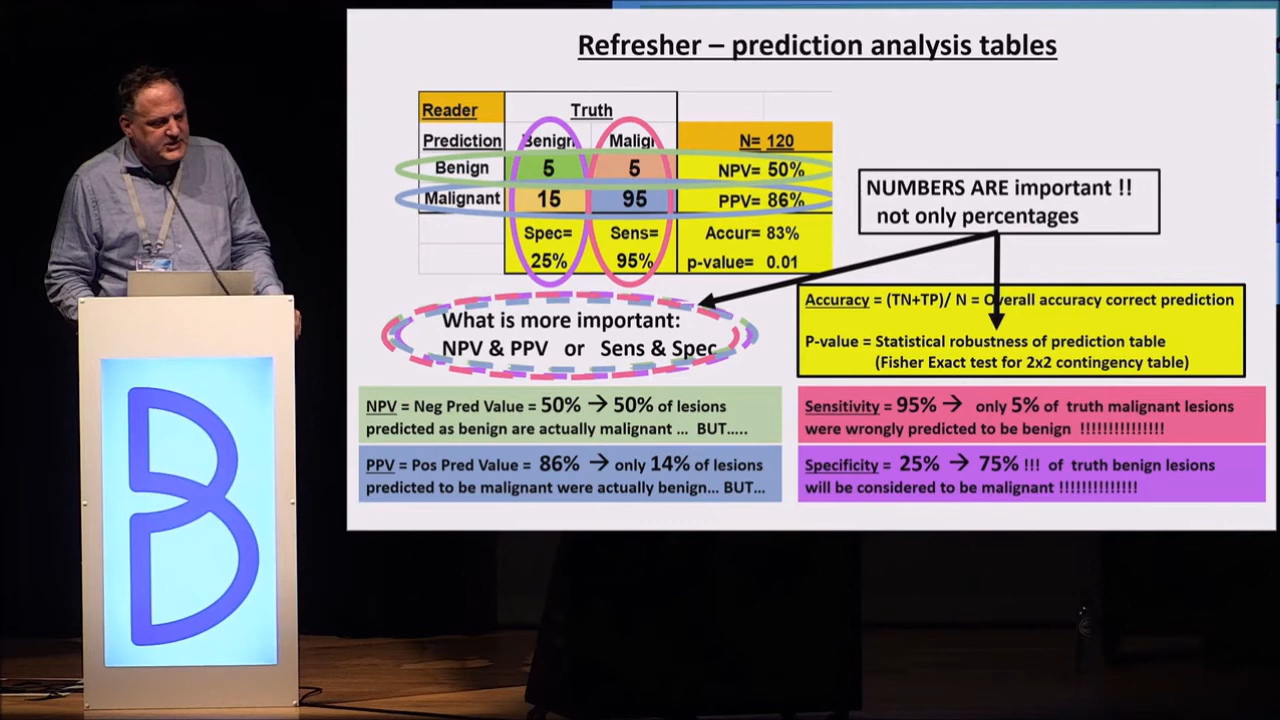 Refresher – prediction analysis tables
Reader Truth
Prediction Benign Malign N= 120
Benign 5 5 NPV= 50%
Malignant 15 95 PPV= 86%
Spec= Sens= Accur= 83%
25% 95% p-value= 0.01
NUMBERS ARE important !!
not only percentages
What is more important:
NPV & PPV or Sens & Spec
Accuracy = (TN+TP)/ N = Overall accuracy correct prediction
P-value = Statistical robustness of prediction table
(Fisher Exact test for 2x2 contingency table)
NPV = Neg Pred Value = 50% → 50% of lesions
predicted as benign are actually malignant ... BUT.....
PPV = Pos Pred Value = 86% → only 14% of lesions
predicted to be malignant were actually benign... BUT...
Sensitivity = 95% → only 5% of truth malignant lesions
were wrongly predicted to be benign !!!!!!!!!!!!!!!
Specificity = 25% → 75% !!! of truth benign lesions
will be considered to be malignant !!!!!!!!!!!!!!
B